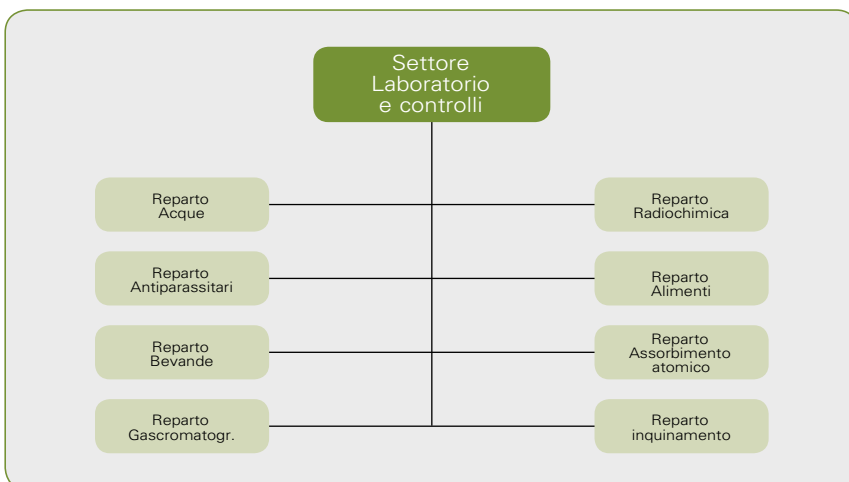 Settore
Laboratorio
e controlli
Reparto
Acque
Reparto
Radiochimica
Reparto
Antiparassitari
Reparto
Alimenti
Reparto
Bevande
Reparto
Assorbimento
atomico
Reparto
Gascromatogr.
Reparto
inquinamento